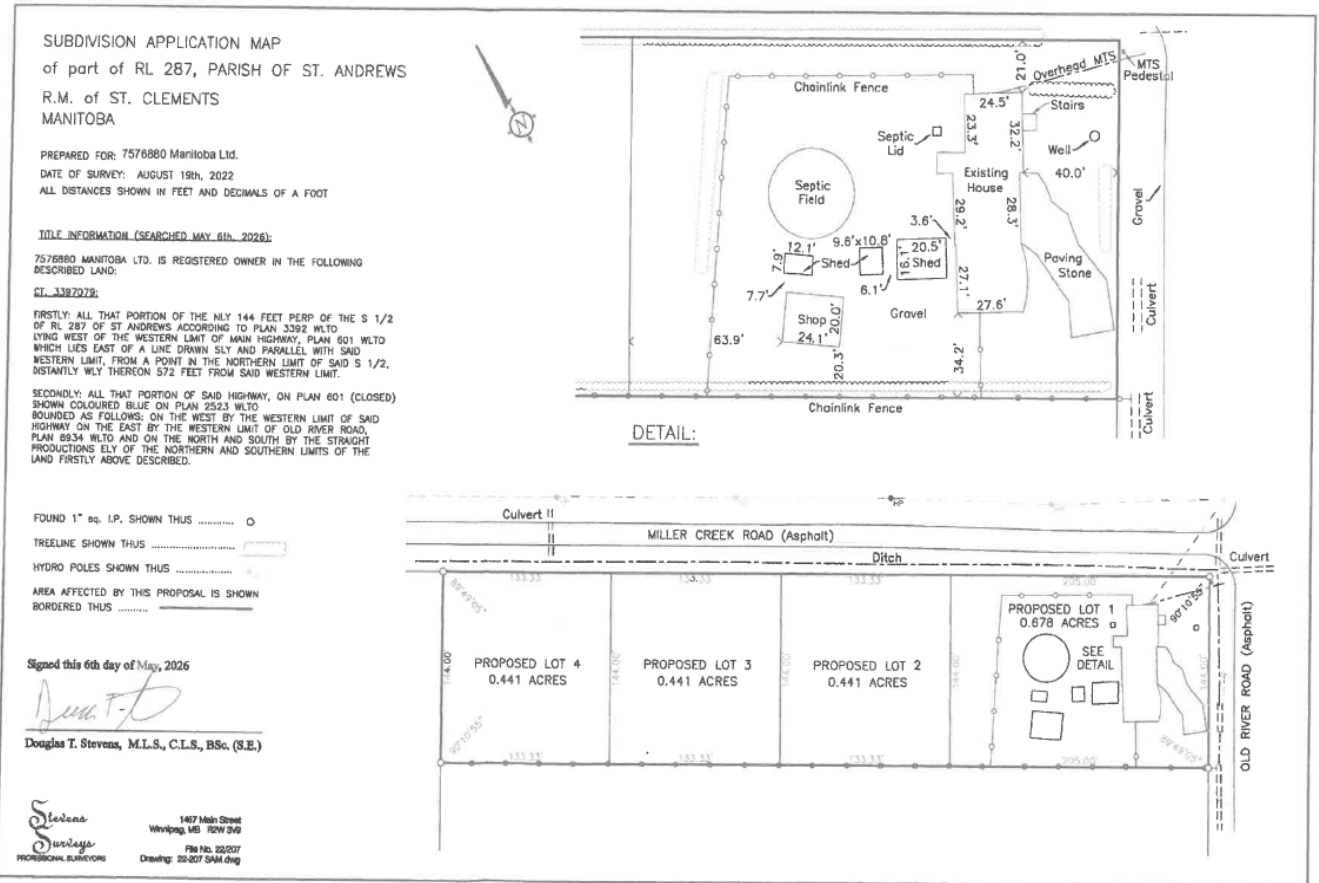 SUBDIVISION APPLICATION MAP
of part of RL 287, PARISH OF ST. ANDREWS
R.M. of ST. CLEMENTS
MANITOBA
PREPARED FOR: 7576880 Manitoba Ltd.
DATE OF SURVEY: AUGUST 19th, 2022
ALL DISTANCES SHOWN IN FEET AND DECIMALS OF A FOOT
TITLE INFORMATION (SEARCHED MAY 6th, 2026):
7576880 MANITOBA LTD. IS REGISTERED OWNER IN THE FOLLOWING
DESCRIBED LAND:
CT. 3397079:
FIRSTLY: ALL THAT PORTION OF THE NLY 144 FEET PERP OF THE S 1/2
OF RL 287 OF ST ANDREWS ACCORDING TO PLAN 3392 WLTO
LYING WEST OF THE WESTERN LIMIT OF MAIN HIGHWAY, PLAN 601 WLTO
WHICH LIES EAST OF A LINE DRAWN SLY AND PARALLEL WITH SAID
WESTERN LIMIT, FROM A POINT IN THE NORTHERN LIMIT OF SAID S 1/2,
DISTANTLY WLY THEREON 572 FEET FROM SAID WESTERN LIMIT.
SECONDLY: ALL THAT PORTION OF SAID HIGHWAY, ON PLAN 601 (CLOSED)
SHOWN COLOURED BLUE ON PLAN 2523 WLTO
BOUNDED AS FOLLOWS: ON THE WEST BY THE WESTERN LIMIT OF SAID
HIGHWAY ON THE EAST BY THE WESTERN LIMIT OF OLD RIVER ROAD,
PLAN 8934 WLTO AND ON THE NORTH AND SOUTH BY THE STRAIGHT
PRODUCTIONS ELY OF THE NORTHERN AND SOUTHERN LIMITS OF THE
LAND FIRSTLY ABOVE DESCRIBED.
FOUND 1" sq. I.P. SHOWN THUS ...........
TREELINE SHOWN THUS ........................
HYDRO POLES SHOWN THUS .................
AREA AFFECTED BY THIS PROPOSAL IS SHOWN
BORDERED THUS .........
Signed this 6th day of May, 2026
Douglas T. Stevens, M.L.S., C.L.S., BSc. (S.E.)
Stevens
Surveys
PROFESSIONAL SURVEYORS
1467 Main Street
Winnipeg, MB R2W 3V9
File No. 22/207
Drawing: 22-207 SAM.dwg
N
Chainlink Fence
21.0'
Overhead MTS
MTS
Pedestal
24.5'
Stairs
23.3'
32.2'
Septic
Lid
Well
40.0'
Existing
House
Septic
Field
29.2'
28.3'
Gravel
3.6'
12.1'
9.6'x10.8'
20.5'
7.9'
Shed
16.1'
Shed
Paving
Stone
7.7'
6.1'
27.1'
Culvert
27.6'
Shop
20.0'
24.1'
Gravel
63.9'
20.3'
34.2'
Chainlink Fence
Culvert
DETAIL:
Culvert
MILLER CREEK ROAD (Asphalt)
Ditch
Culvert
133.33'
133.33'
133.33'
205.00'
89°49'05"
90°10'55"
PROPOSED LOT 1
0.678 ACRES
SEE
DETAIL
144.00
PROPOSED LOT 4
0.441 ACRES
144.00'
PROPOSED LOT 3
0.441 ACRES
144.00'
PROPOSED LOT 2
0.441 ACRES
144.00'
144.00'
OLD RIVER ROAD (Asphalt)
90°10'55"
89°49'05"
133.33'
133.33'
133.33'
205.00'